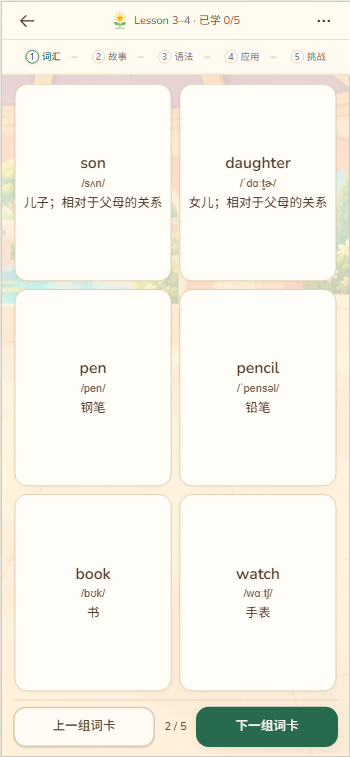 Lesson 3–4 · 已学 0/5
1 词汇 – 2 故事 – 3 语法 – 4 应用 – 5 挑战
son
/sʌn/
儿子；相对于父母的关系
daughter
/ˈdɑːt̬ɚ/
女儿；相对于父母的关系
pen
/pen/
钢笔
pencil
/ˈpensəl/
铅笔
book
/bʊk/
书
watch
/wɑːtʃ/
手表
上一组词卡
2 / 5
下一组词卡